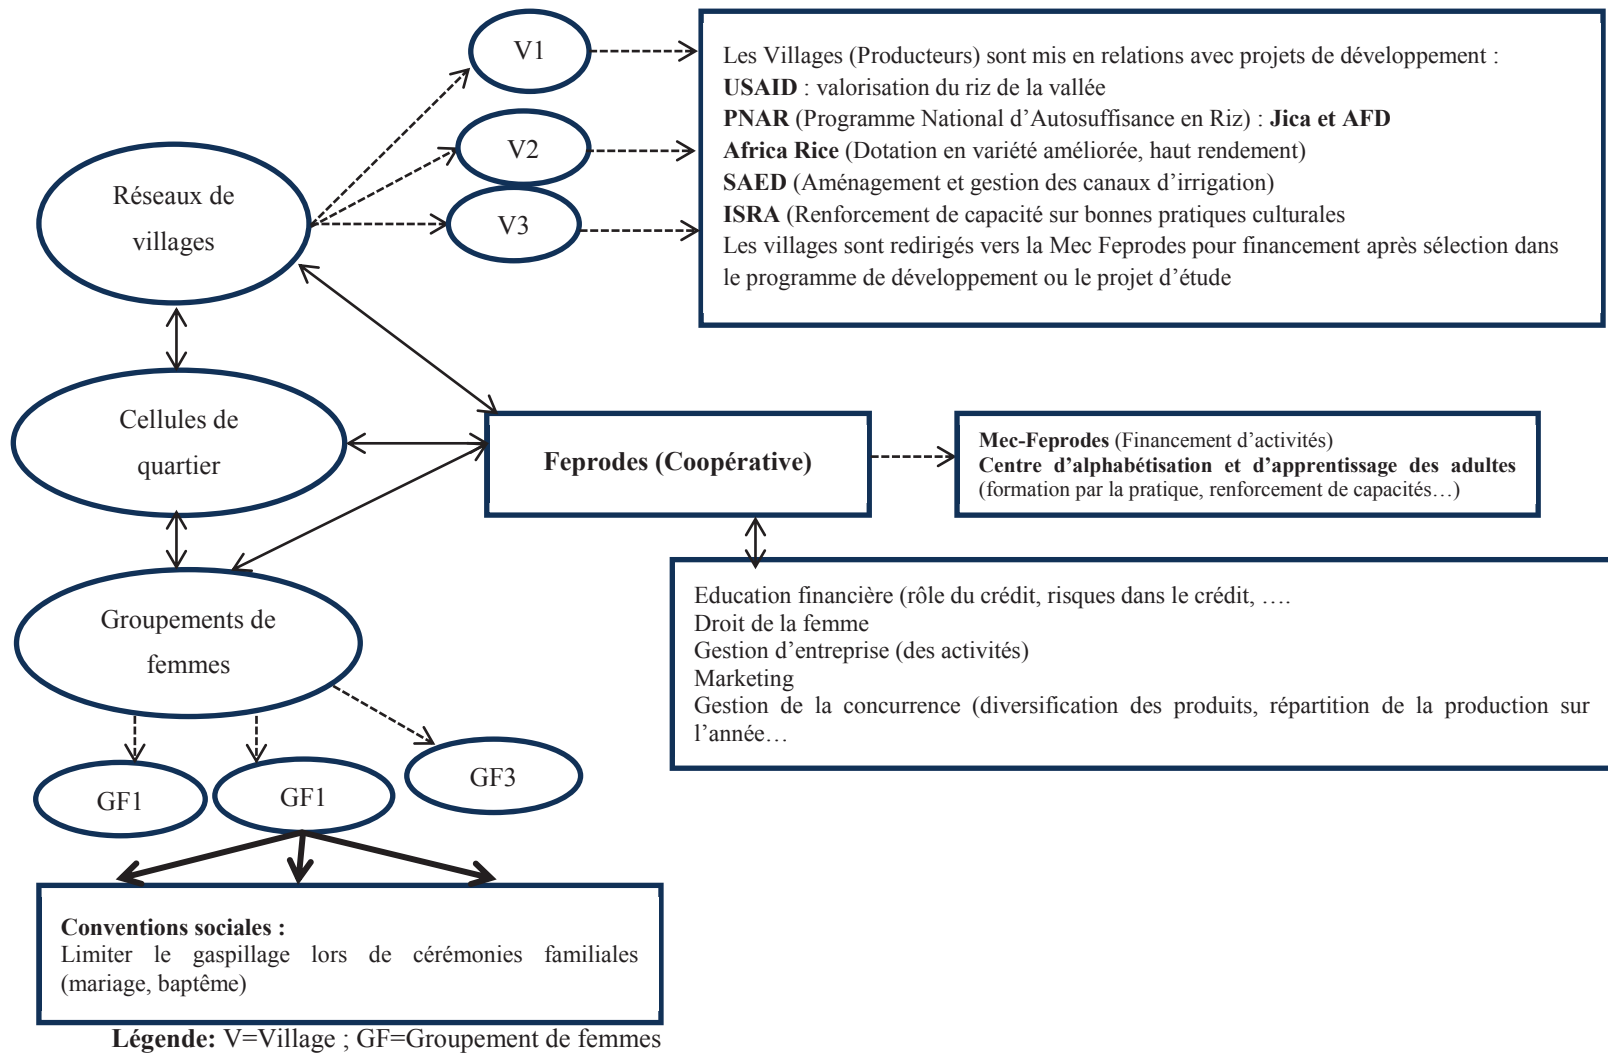 V1
V2
V3
Les Villages (Producteurs) sont mis en relations avec projets de développement :
USAID : valorisation du riz de la vallée
PNAR (Programme National d'Autosuffisance en Riz) : Jica et AFD
Africa Rice (Dotation en variété améliorée, haut rendement)
SAED (Aménagement et gestion des canaux d'irrigation)
ISRA (Renforcement de capacité sur bonnes pratiques culturales
Les villages sont redirigés vers la Mec Feprodes pour financement après sélection dans
le programme de développement ou le projet d'étude
Réseaux de
villages
Cellules de
quartier
Feprodes (Coopérative)
Mec-Feprodes (Financement d'activités)
Centre d'alphabétisation et d'apprentissage des adultes
(formation par la pratique, renforcement de capacités…)
Groupements de
femmes
Education financière (rôle du crédit, risques dans le crédit, ….
Droit de la femme
Gestion d'entreprise (des activités)
Marketing
Gestion de la concurrence (diversification des produits, répartition de la production sur
l'année…
GF1
GF1
GF3
Conventions sociales :
Limiter le gaspillage lors de cérémonies familiales
(mariage, baptême)
Légende: V=Village ; GF=Groupement de femmes